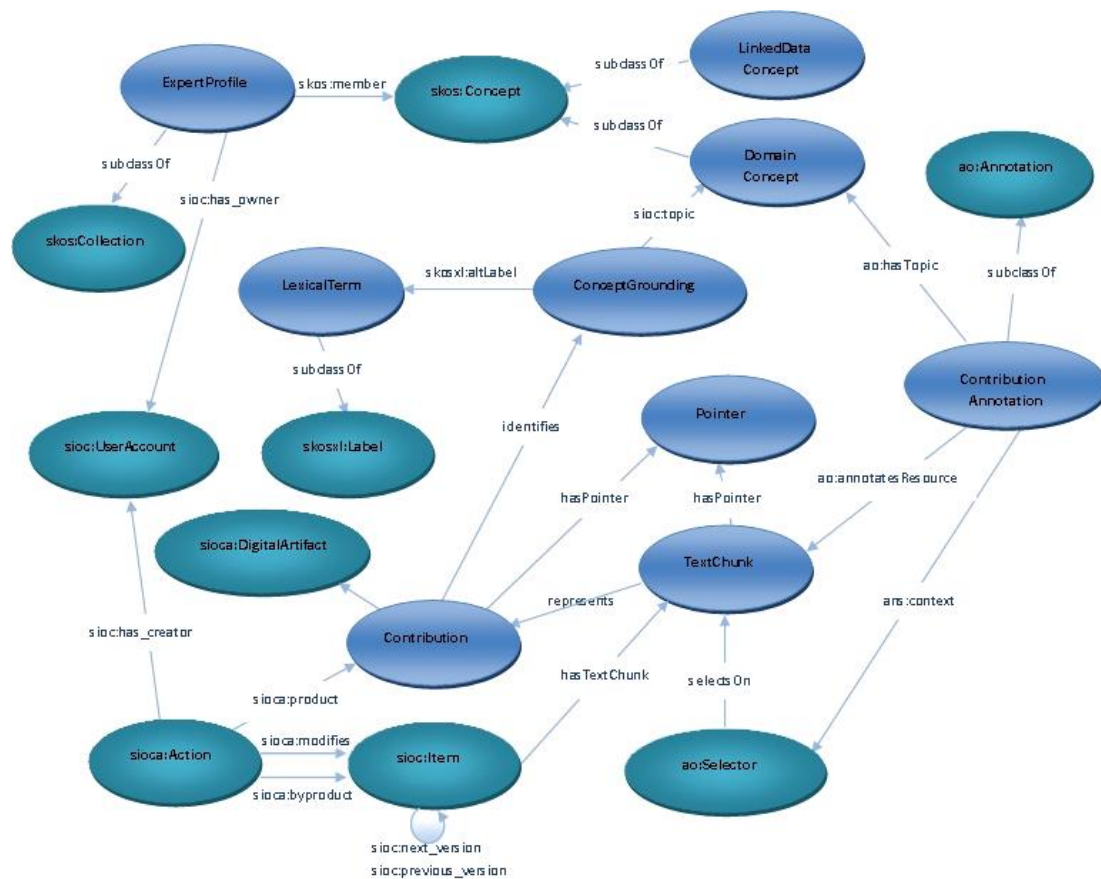 LinkedData
Concept
subclassOf
ExpertProfile
skos:member
skos:Concept
subclassOf
Domain
Concept
ao:Annotation
subclassOf
sioc:has_owner
sioc:topic
skos:Collection
skosxl:altLabel
ao:hasTopic
subclassOf
LexicalTerm
ConceptGrounding
subclassOf
Contribution
Annotation
Pointer
identifies
sioc:UserAccount
skosxl:Label
ao:annotatesResource
hasPointer
hasPointer
sioca:DigitalArtifact
TextChunk
represents
ans:context
sioc:has_creator
Contribution
hasTextChunk
selectsOn
sioca:product
sioca:modifies
sioca:Action
sioc:Item
ao:Selector
sioca:byproduct
sioc:next_version
sioc:previous_version